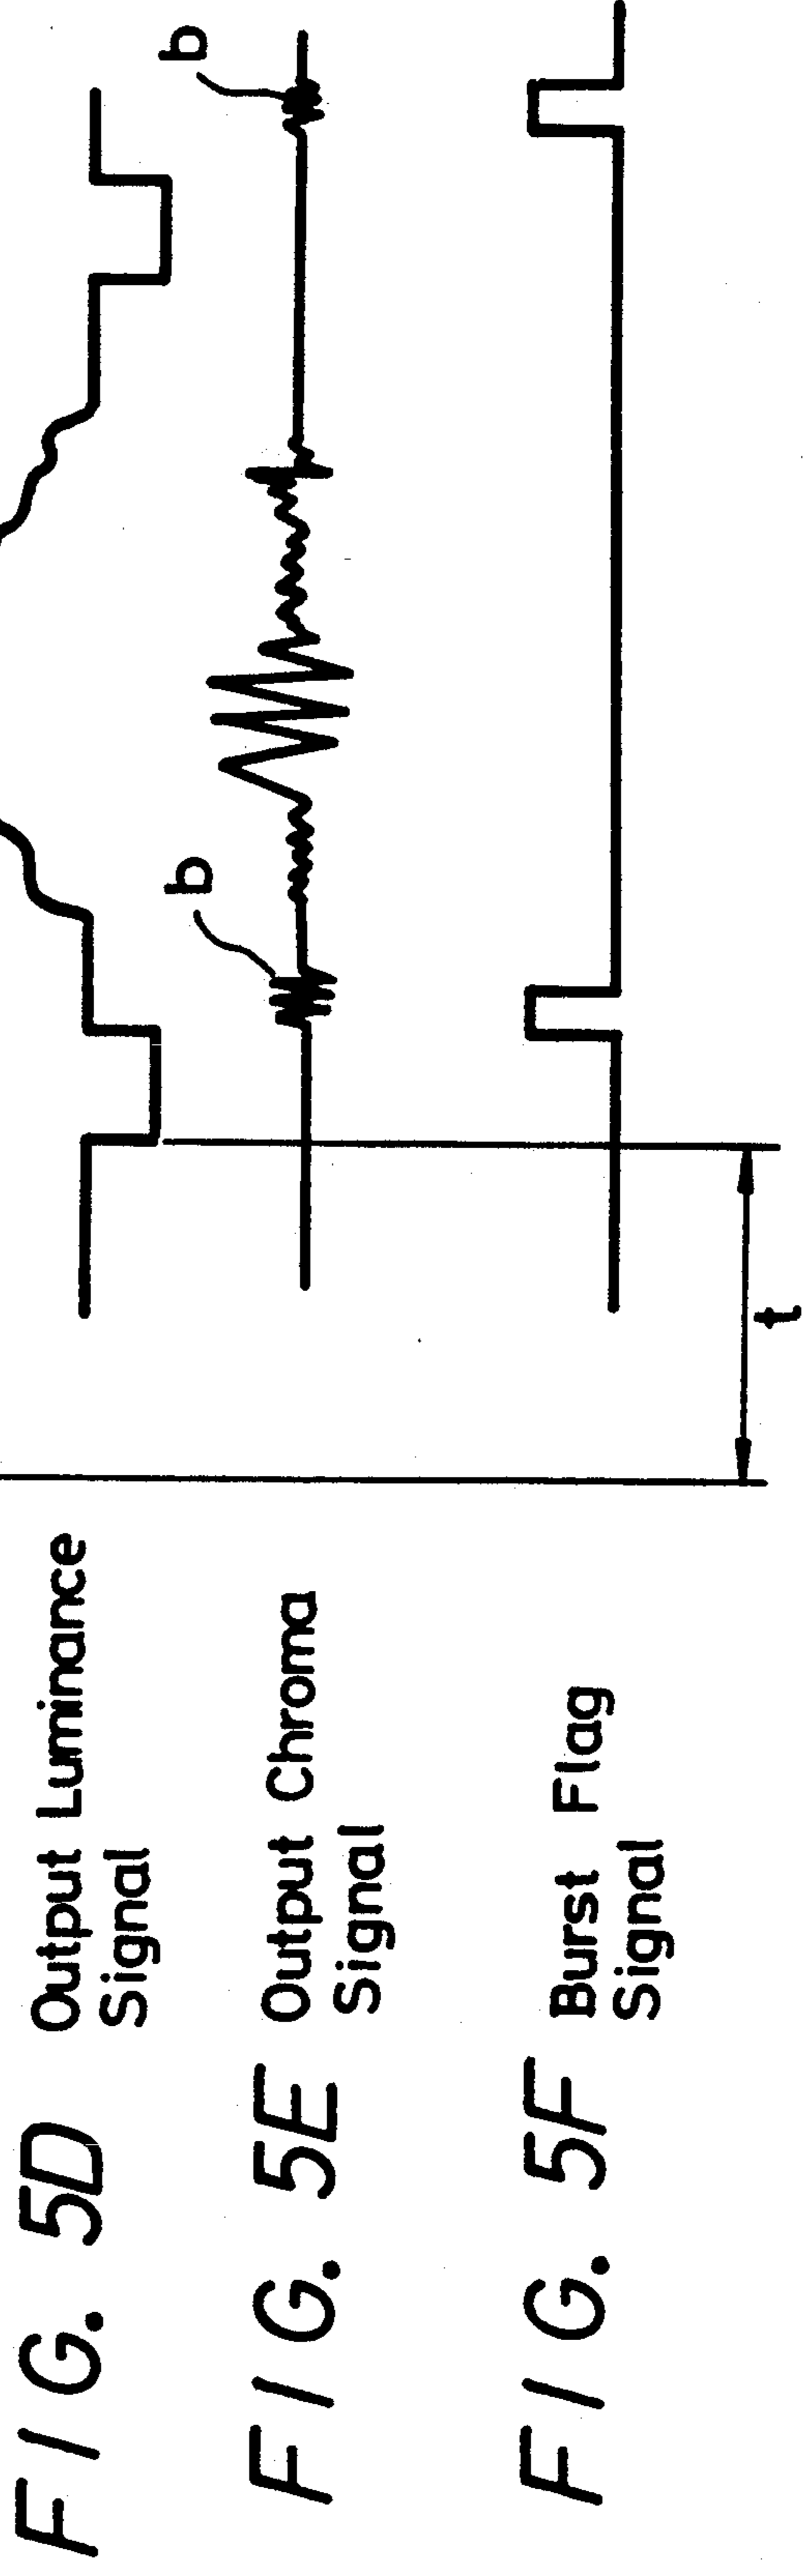 FIG. 5D Output Luminance
Signal
b
b
FIG. 5E Output Chroma
Signal
FIG. 5F Burst Flag
Signal
t